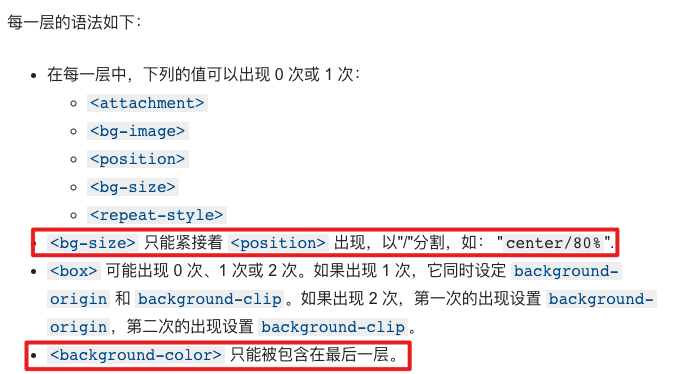 每一层的语法如下：
在每一层中，下列的值可以出现 0 次或 1 次：
<attachment>
<bg-image>
<position>
<bg-size>
<repeat-style>
<bg-size> 只能紧接着 <position> 出现，以"/"分割，如： "center/80%".
<box> 可能出现 0 次、1 次或 2 次。如果出现 1 次，它同时设定 background-
origin 和 background-clip。如果出现 2 次，第一次的出现设置 background-
origin，第二次的出现设置 background-clip。
<background-color> 只能被包含在最后一层。